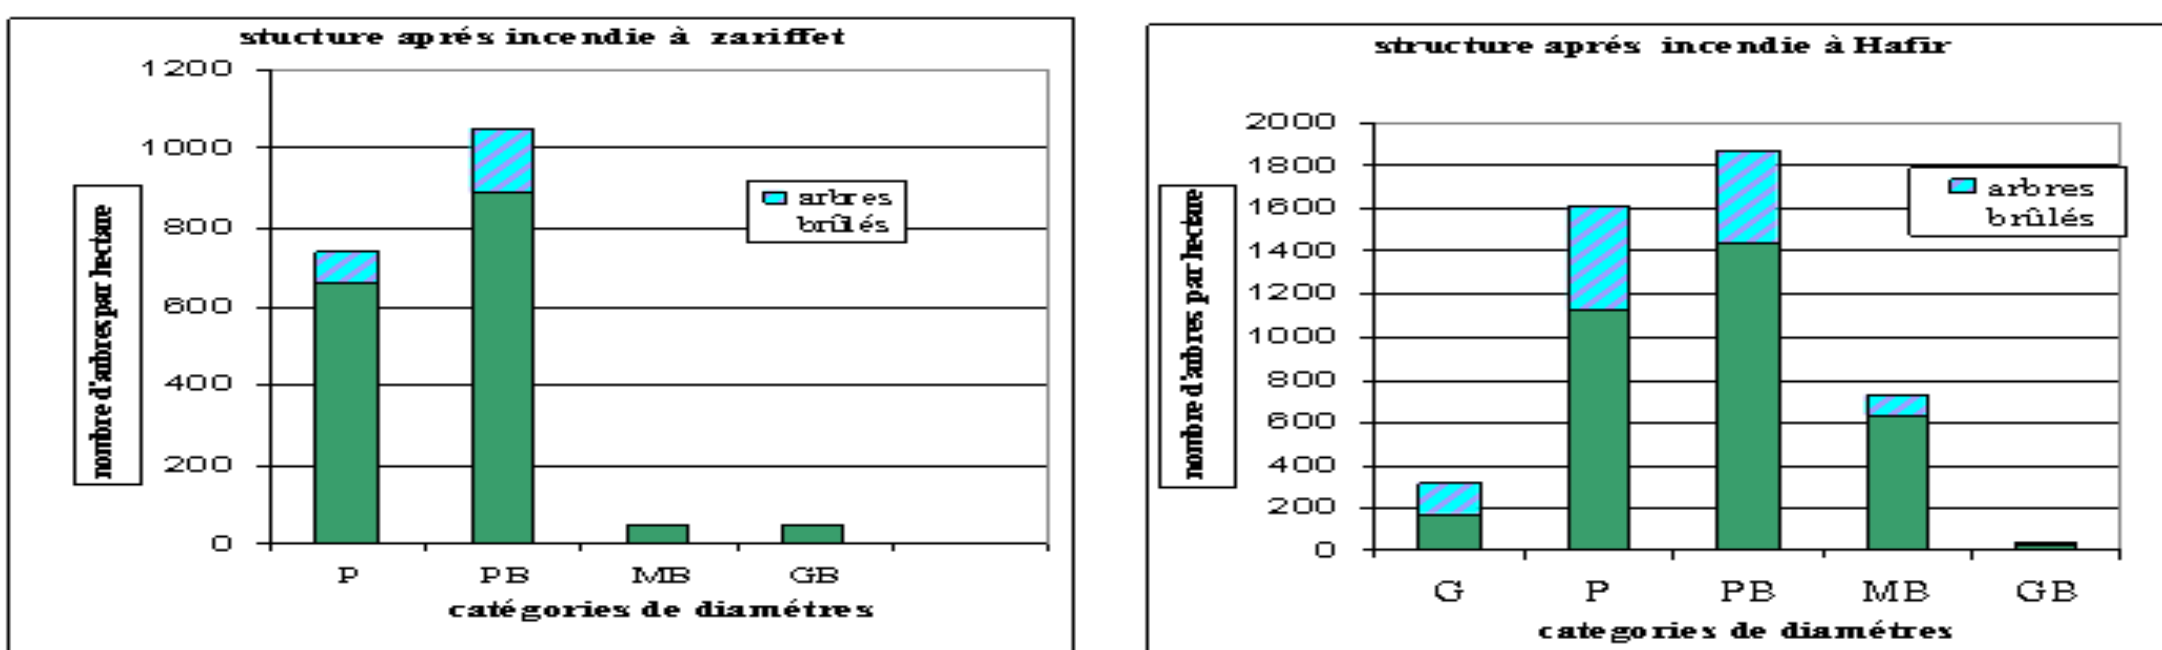 stucture aprés incendie à zariffet
1200
1000
800
600
400
200
0
nombre d'arbres par hectare
arbres
brûlés
P PB MB GB
catégories de diamétres
structure aprés incendie à Hafir
2000
1800
1600
1400
1200
1000
800
600
400
200
0
nombre d'arbres par hectare
arbres
brûlés
G P PB MB GB
categories de diamétres